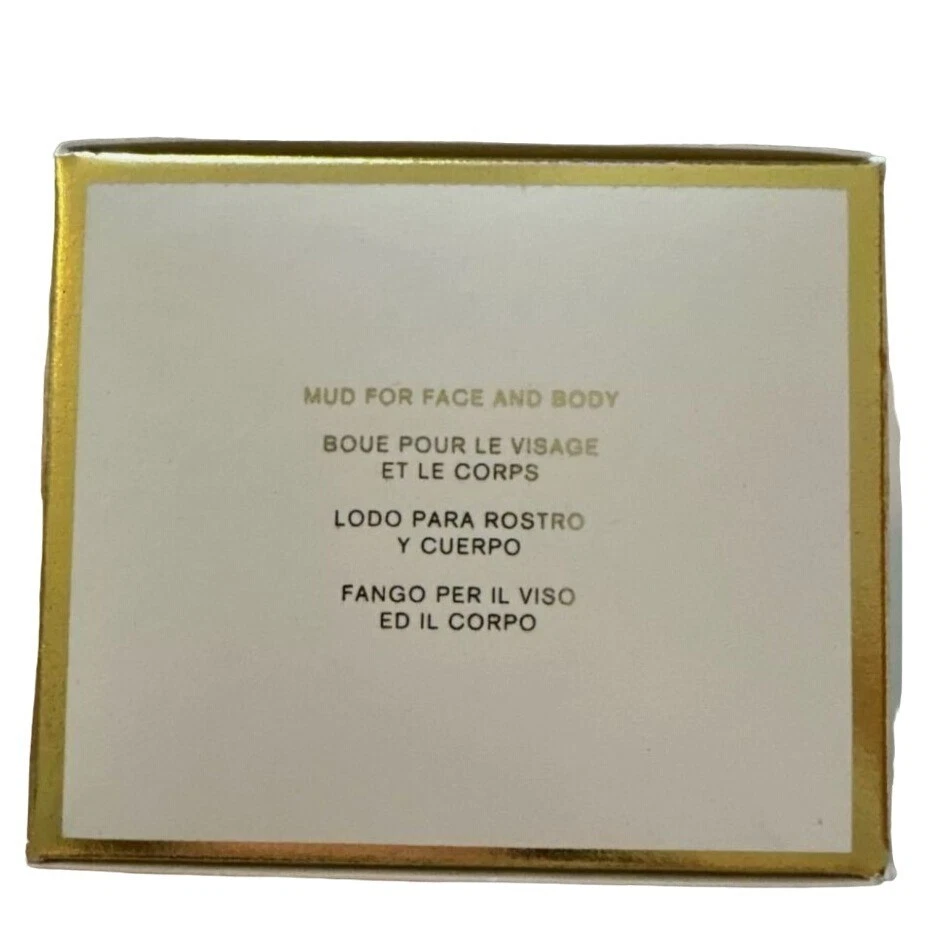 MUD FOR FACE AND BODY
BOUE POUR LE VISAGE
ET LE CORPS
LODO PARA ROSTRO
Y CUERPO
FANGO PER IL VISO
ED IL CORPO